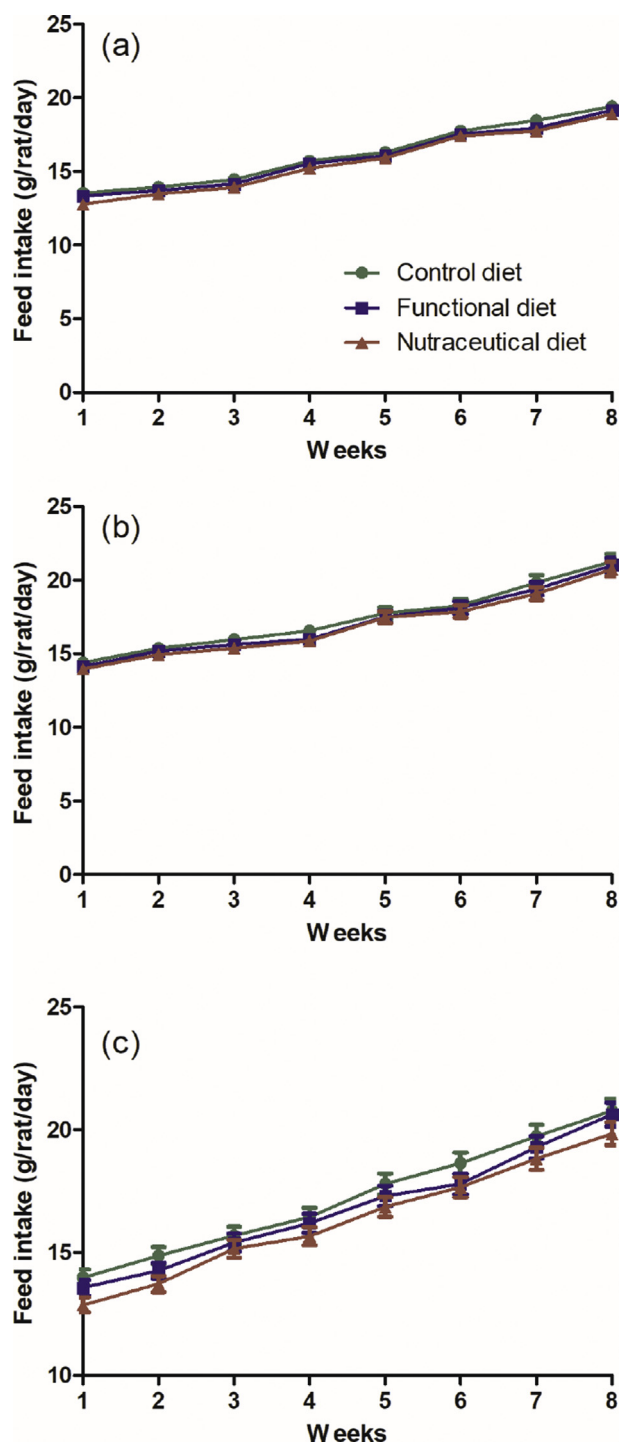 (a)
Feed intake (g/rat/day)
25
20
15
10
5
0
Control diet
Functional diet
Nutraceutical diet
1 2 3 4 5 6 7 8
Weeks
(b)
Feed intake (g/rat/day)
25
20
15
10
5
0
1 2 3 4 5 6 7 8
Weeks
(c)
Feed intake (g/rat/day)
25
20
15
10
1 2 3 4 5 6 7 8
Weeks